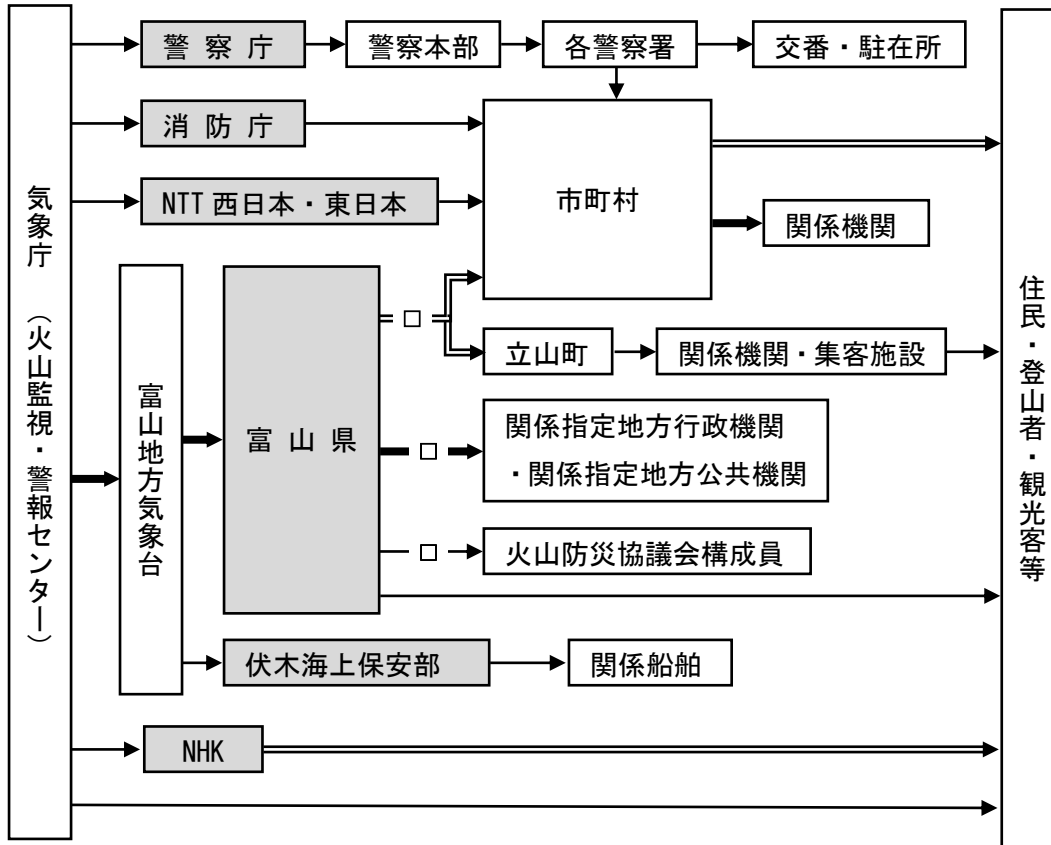 警察庁
警察本部
各警察署
交番・駐在所
消防庁
NTT西日本・東日本
市町村
関係機関
気象庁（火山監視・警報センター）
富山地方気象台
富山県
立山町
関係機関・集客施設
関係指定地方行政機関
・関係指定地方公共機関
火山防災協議会構成員
伏木海上保安部
関係船舶
NHK
住民・登山者・観光客等